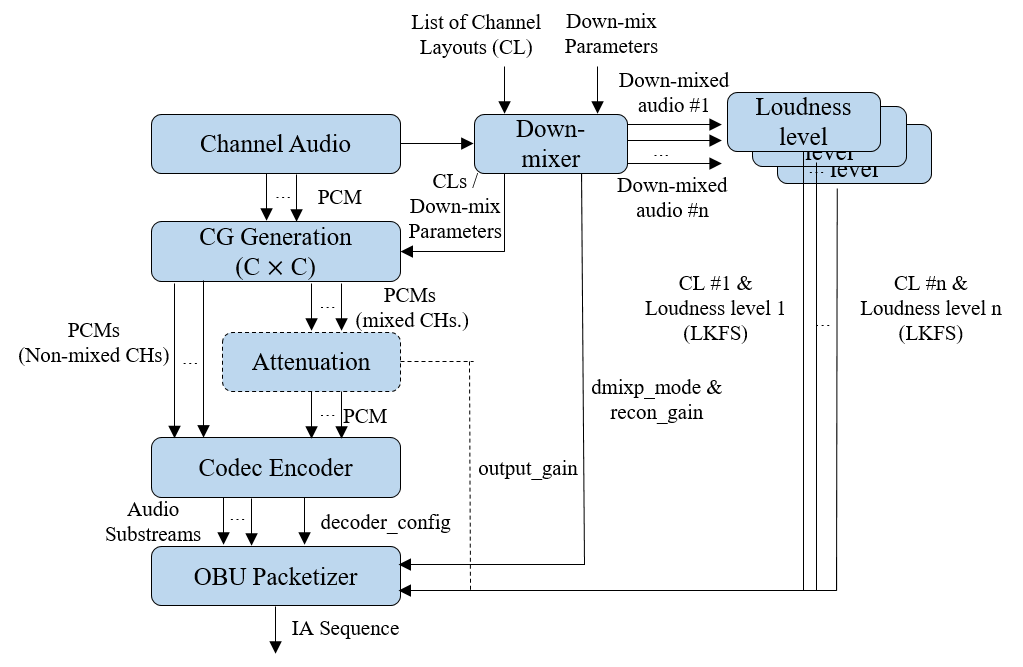 List of Channel
Layouts (CL)
Down-mix
Parameters
Down-mixed
audio #1
Loudness
level
level
... level
Channel Audio
Down-
mixer
...
Down-mixed
audio #n
...
PCM
CLs /
Down-mix
Parameters
CG Generation
(C × C)
PCMs
(Non-mixed CHs)
...
...
PCMs
(mixed CHs.)
CL #1 &
Loudness level 1
(LKFS)
...
CL #n &
Loudness level n
(LKFS)
Attenuation
dmixp_mode &
recon_gain
...
PCM
Codec Encoder
output_gain
Audio
Substreams
...
decoder_config
OBU Packetizer
IA Sequence